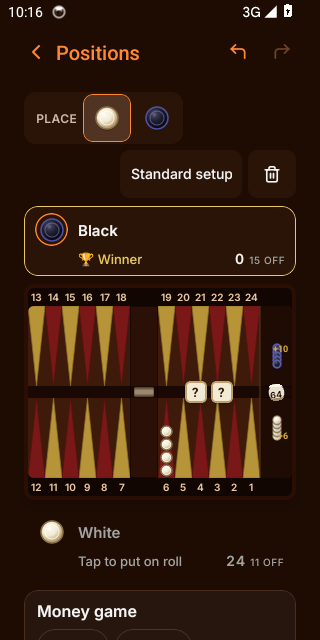 10:16 3G
Positions
PLACE
Standard setup
Black
🏆 Winner 0 15 OFF
13 14 15 16 17 18 19 20 21 22 23 24
+10
? ? 64
+6
12 11 10 9 8 7 6 5 4 3 2 1
White
Tap to put on roll 24 11 OFF
Money game